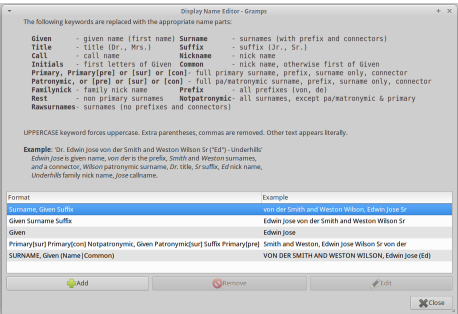 Display Name Editor - Gramps
The following keywords are replaced with the appropriate name parts:
Given - given name (first name) Surname - surnames (with prefix and connectors)
Title - title (Dr., Mrs.) Suffix - suffix (Jr., Sr.)
Call - call name Nickname - nick name
Initials - first letters of Given Common - nick name, otherwise first of Given
Primary, Primary[pre] or [sur] or [con]- full primary surname, prefix, surname only, connector
Patronymic, or [pre] or [sur] or [con] - full pa/matronymic surname, prefix, surname only, connector
Familynick - family nick name Prefix - all prefixes (von, de)
Rest - non primary surnames Notpatronymic- all surnames, except pa/matronymic & primary
Rawsurnames- surnames (no prefixes and connectors)
UPPERCASE keyword forces uppercase. Extra parentheses, commas are removed. Other text appears literally.
Example: 'Dr. Edwin Jose von der Smith and Weston Wilson Sr ("Ed") - Underhills'
Edwin Jose is given name, von der is the prefix, Smith and Weston surnames,
and a connector, Wilson patronymic surname, Dr. title, Sr suffix, Ed nick name,
Underhills family nick name, Jose callname.
Format Example
Surname, Given Suffix von der Smith and Weston Wilson, Edwin Jose Sr
Given Surname Suffix Edwin Jose von der Smith and Weston Wilson Sr
Given Edwin Jose
Primary[sur] Primary[con] Notpatronymic, Given Patronymic[sur] Suffix Primary[pre] Smith and Weston, Edwin Jose Wilson Sr von der
SURNAME, Given (Name|Common) VON DER SMITH AND WESTON WILSON, Edwin Jose (Ed)
Add Remove Edit
Close